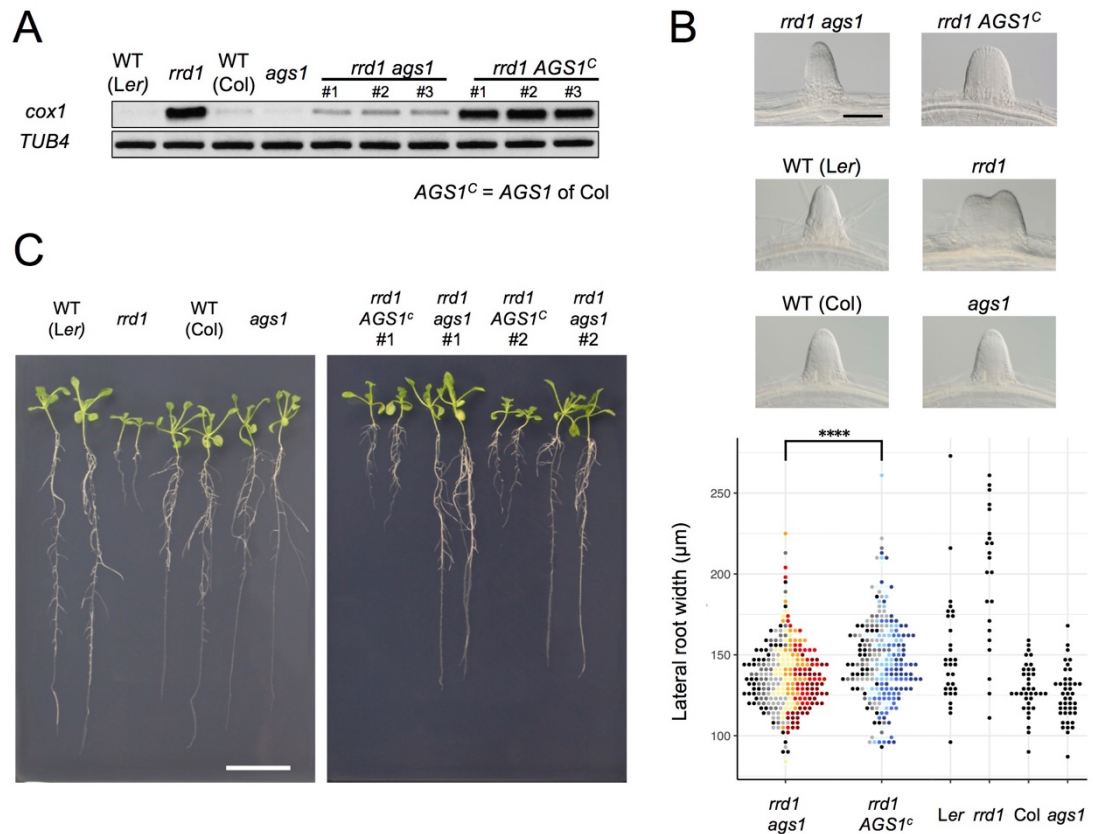 A
WT
(Ler)
rrd1
WT
(Col)
ags1
rrd1 ags1
#1 #2 #3
rrd1 AGS1C
#1 #2 #3
cox1
TUB4
AGS1C = AGS1 of Col
B
rrd1 ags1
rrd1 AGS1C
WT (Ler)
rrd1
WT (Col)
ags1
****
Lateral root width (µm)
250
200
150
100
rrd1
ags1
rrd1
AGS1c
Ler rrd1 Col ags1
C
WT
(Ler)
rrd1
WT
(Col)
ags1
rrd1
AGS1c
#1
rrd1
ags1
#1
rrd1
AGS1C
#2
rrd1
ags1
#2